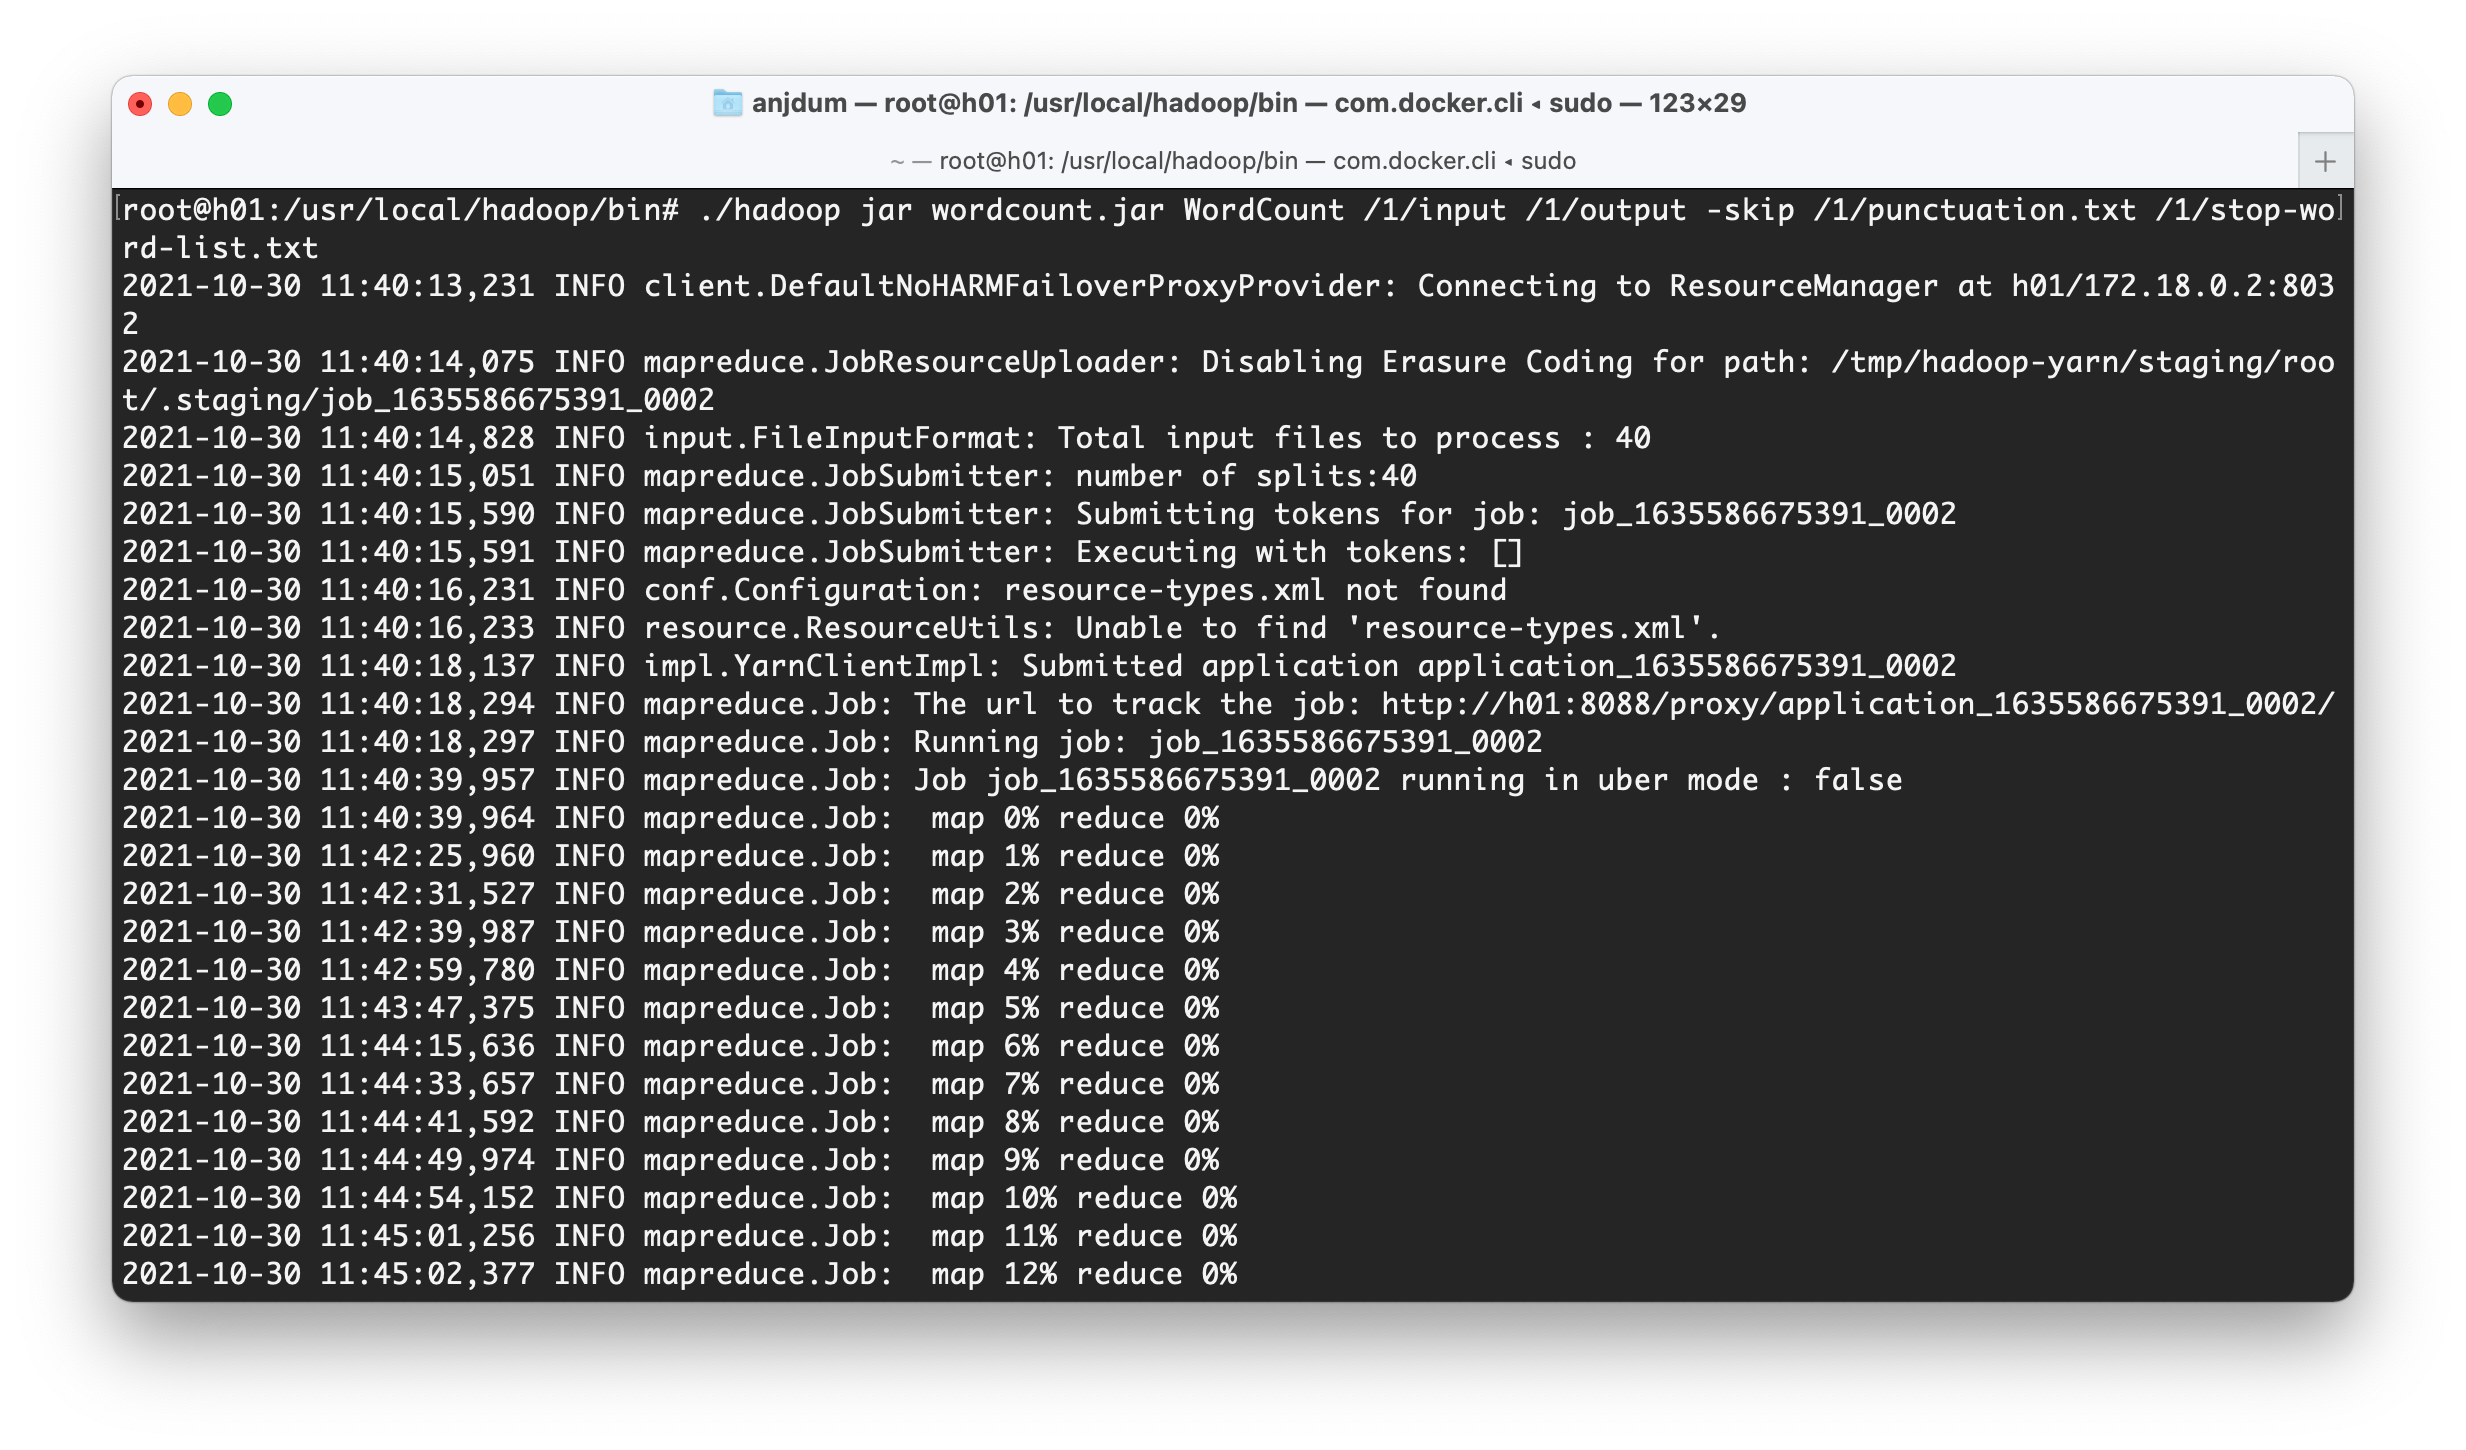 anjdum — root@h01: /usr/local/hadoop/bin — com.docker.cli ◂ sudo — 123×29
~ — root@h01: /usr/local/hadoop/bin — com.docker.cli ◂ sudo
+
[root@h01:/usr/local/hadoop/bin# ./hadoop jar wordcount.jar WordCount /1/input /1/output -skip /1/punctuation.txt /1/stop-wo]
rd-list.txt
2021-10-30 11:40:13,231 INFO client.DefaultNoHARMFailoverProxyProvider: Connecting to ResourceManager at h01/172.18.0.2:803
2
2021-10-30 11:40:14,075 INFO mapreduce.JobResourceUploader: Disabling Erasure Coding for path: /tmp/hadoop-yarn/staging/roo
t/.staging/job_1635586675391_0002
2021-10-30 11:40:14,828 INFO input.FileInputFormat: Total input files to process : 40
2021-10-30 11:40:15,051 INFO mapreduce.JobSubmitter: number of splits:40
2021-10-30 11:40:15,590 INFO mapreduce.JobSubmitter: Submitting tokens for job: job_1635586675391_0002
2021-10-30 11:40:15,591 INFO mapreduce.JobSubmitter: Executing with tokens: []
2021-10-30 11:40:16,231 INFO conf.Configuration: resource-types.xml not found
2021-10-30 11:40:16,233 INFO resource.ResourceUtils: Unable to find 'resource-types.xml'.
2021-10-30 11:40:18,137 INFO impl.YarnClientImpl: Submitted application application_1635586675391_0002
2021-10-30 11:40:18,294 INFO mapreduce.Job: The url to track the job: http://h01:8088/proxy/application_1635586675391_0002/
2021-10-30 11:40:18,297 INFO mapreduce.Job: Running job: job_1635586675391_0002
2021-10-30 11:40:39,957 INFO mapreduce.Job: Job job_1635586675391_0002 running in uber mode : false
2021-10-30 11:40:39,964 INFO mapreduce.Job:  map 0% reduce 0%
2021-10-30 11:42:25,960 INFO mapreduce.Job:  map 1% reduce 0%
2021-10-30 11:42:31,527 INFO mapreduce.Job:  map 2% reduce 0%
2021-10-30 11:42:39,987 INFO mapreduce.Job:  map 3% reduce 0%
2021-10-30 11:42:59,780 INFO mapreduce.Job:  map 4% reduce 0%
2021-10-30 11:43:47,375 INFO mapreduce.Job:  map 5% reduce 0%
2021-10-30 11:44:15,636 INFO mapreduce.Job:  map 6% reduce 0%
2021-10-30 11:44:33,657 INFO mapreduce.Job:  map 7% reduce 0%
2021-10-30 11:44:41,592 INFO mapreduce.Job:  map 8% reduce 0%
2021-10-30 11:44:49,974 INFO mapreduce.Job:  map 9% reduce 0%
2021-10-30 11:44:54,152 INFO mapreduce.Job:  map 10% reduce 0%
2021-10-30 11:45:01,256 INFO mapreduce.Job:  map 11% reduce 0%
2021-10-30 11:45:02,377 INFO mapreduce.Job:  map 12% reduce 0%